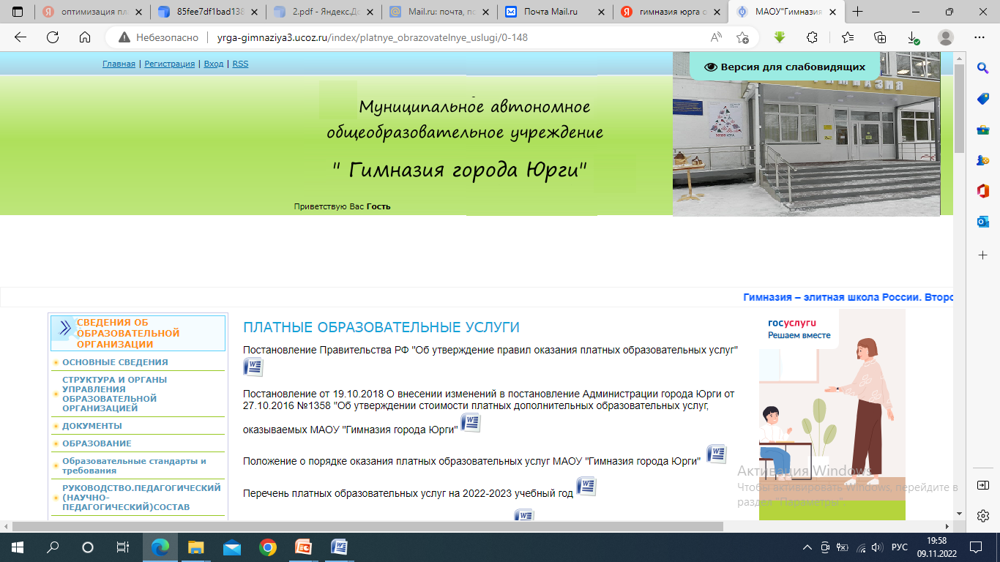 оптимизация пл
85fee7df1bad138
2.pdf - Яндекс.До
Mail.ru: почта, по
Почта Mail.ru
гимназия юрга с
МАОУ"Гимназия
Небезопасно | yrga-gimnaziya3.ucoz.ru/index/platnye_obrazovatelnye_uslugi/0-148
Главная | Регистрация | Вход | RSS
Версия для слабовидящих
ГИМНАЗИЯ
Муниципальное автономное
общеобразовательное учреждение
" Гимназия города Юрги"
Приветствую Вас Гость
Гимназия – элитная школа России. Второ
СВЕДЕНИЯ ОБ
ОБРАЗОВАТЕЛЬНОЙ
ОРГАНИЗАЦИИ
ОСНОВНЫЕ СВЕДЕНИЯ
СТРУКТУРА И ОРГАНЫ
УПРАВЛЕНИЯ
ОБРАЗОВАТЕЛЬНОЙ
ОРГАНИЗАЦИЕЙ
ДОКУМЕНТЫ
ОБРАЗОВАНИЕ
Образовательные стандарты и
требования
РУКОВОДСТВО.ПЕДАГОГИЧЕСКИЙ
(НАУЧНО-
ПЕДАГОГИЧЕСКИЙ)СОСТАВ
ПЛАТНЫЕ ОБРАЗОВАТЕЛЬНЫЕ УСЛУГИ
Постановление Правительства РФ "Об утверждение правил оказания платных образовательных услуг"
Постановление от 19.10.2018 О внесении изменений в постановление Администрации города Юрги от
27.10.2016 №1358 "Об утверждении стоимости платных дополнительных образовательных услуг,
оказываемых МАОУ "Гимназия города Юрги"
Положение о порядке оказания платных образовательных услуг МАОУ "Гимназия города Юрги"
Перечень платных образовательных услуг на 2022-2023 учебный год
госуслуги
Решаем вместе
Активация Windows
Чтобы активировать Windows, перейдите в
раздел "Параметры".
РУС
19:58
09.11.2022